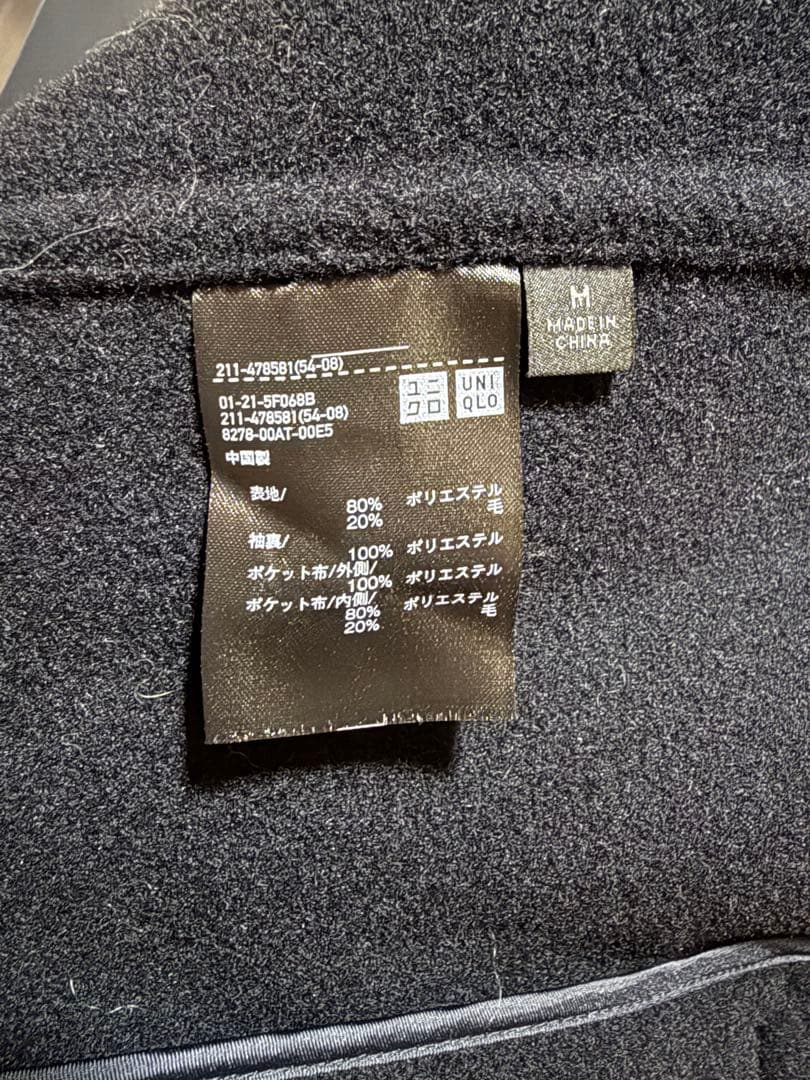 211-478581(54-08)
01-21-5F068B
211-478581(54-08)
8278-00AT-00E5
中国製
ユニ
クロ
UNI
QLO
表地/
80% ポリエステル
20% 毛
袖裏/
100% ポリエステル
ポケット布/外側/
100% ポリエステル
ポケット布/内側/
80% ポリエステル
20% 毛
M
MADE IN
CHINA